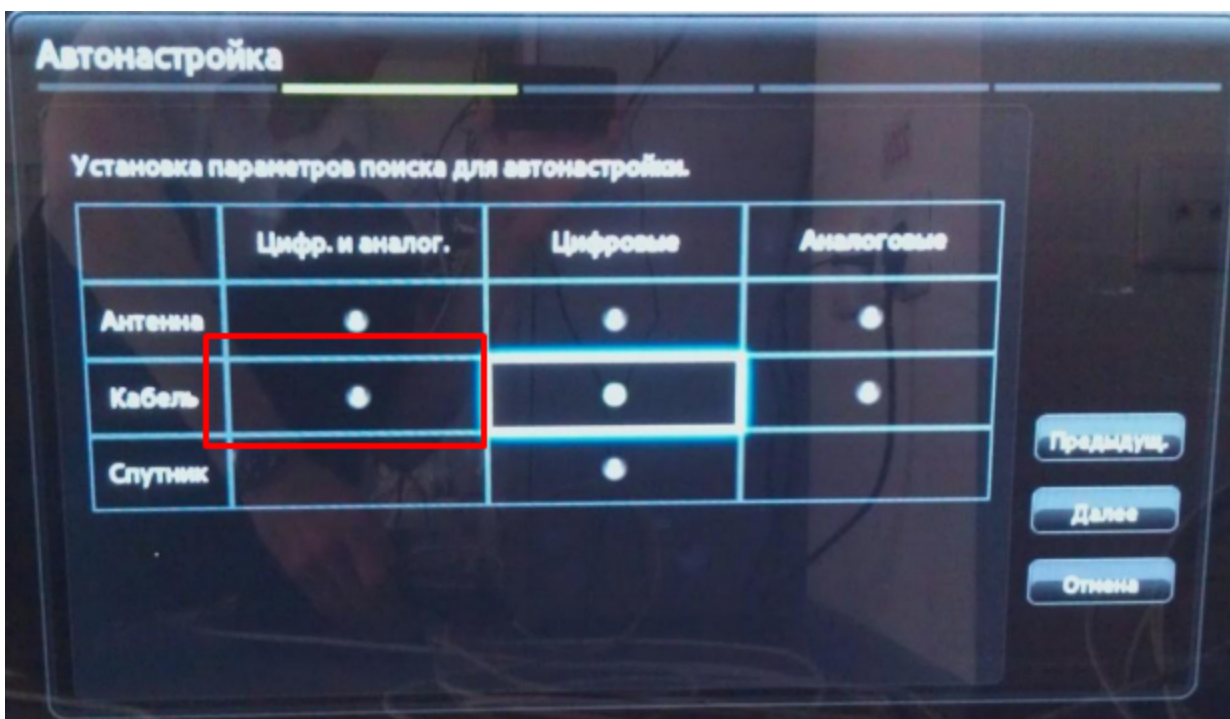 Автонастройка
Установка параметров поиска для автонастройки.
Цифр. и аналог. Цифровые Аналоговые
Антенна
Кабель
Спутник
Предыдущ.
Далее
Отмена